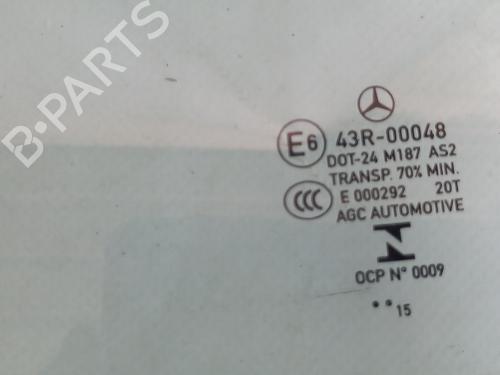 B-PARTS
E6 43R-00048
DOT-24 M187 AS2
TRANSP. 70% MIN.
CCC E 000292 20T
AGC AUTOMOTIVE
OCP N° 0009
•• 15